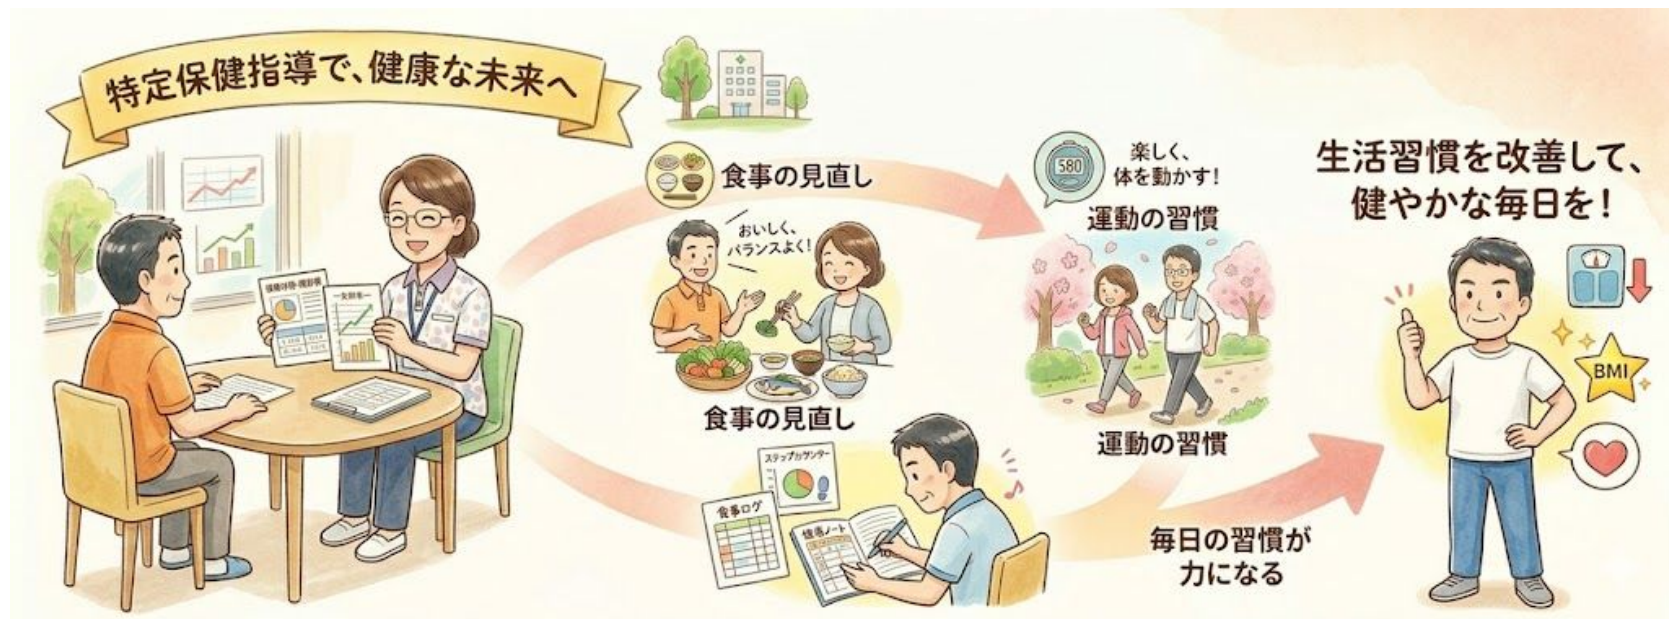 特定保健指導で、健康な未来へ
食事の見直し
おいしく、
バランスよく!
食事の見直し
580
楽しく、
体を動かす!
運動の習慣
運動の習慣
ステップカウンター
食事ログ
健康ノート
毎日の習慣が
力になる
生活習慣を改善して、
健やかな毎日を!
BMI